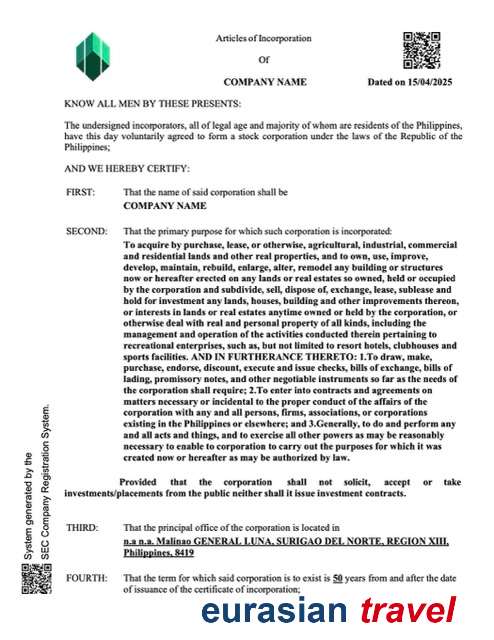 Articles of Incorporation
Of
COMPANY NAME
Dated on 15/04/2025
KNOW ALL MEN BY THESE PRESENTS:
The undersigned incorporators, all of legal age and majority of whom are residents of the Philippines,
have this day voluntarily agreed to form a stock corporation under the laws of the Republic of the
Philippines;
AND WE HEREBY CERTIFY:
FIRST: That the name of said corporation shall be
COMPANY NAME
SECOND: That the primary purpose for which such corporation is incorporated:
To acquire by purchase, lease, or otherwise, agricultural, industrial, commercial
and residential lands and other real properties, and to own, use, improve,
develop, maintain, rebuild, enlarge, alter, remodel any building or structures
now or hereafter erected on any lands or real estates so owned, held or occupied
by the corporation and subdivide, sell, dispose of, exchange, lease, sublease and
hold for investment any lands, houses, building and other improvements thereon,
or interests in lands or real estates anytime owned or held by the corporation, or
otherwise deal with real and personal property of all kinds, including the
management and operation of the activities conducted therein pertaining to
recreational enterprises, such as, but not limited to resort hotels, clubhouses and
sports facilities. AND IN FURTHERANCE THERETO: 1.To draw, make,
purchase, endorse, discount, execute and issue checks, bills of exchange, bills of
lading, promissory notes, and other negotiable instruments so far as the needs of
the corporation shall require; 2.To enter into contracts and agreements on
matters necessary or incidental to the proper conduct of the affairs of the
corporation with any and all persons, firms, associations, or corporations
existing in the Philippines or elsewhere; and 3.Generally, to do and perform any
and all acts and things, and to exercise all other powers as may be reasonably
necessary to enable to corporation to carry out the purposes for which it was
created now or hereafter as may be authorized by law.
Provided that the corporation shall not solicit, accept or take
investments/placements from the public neither shall it issue investment contracts.
THIRD: That the principal office of the corporation is located in
n.a n.a. Malinao GENERAL LUNA, SURIGAO DEL NORTE, REGION XIII,
Philippines, 8419
FOURTH: That the term for which said corporation is to exist is 50 years from and after the date
of issuance of the certificate of incorporation;
System generated by the
SEC Company Registration System.
eurasian travel